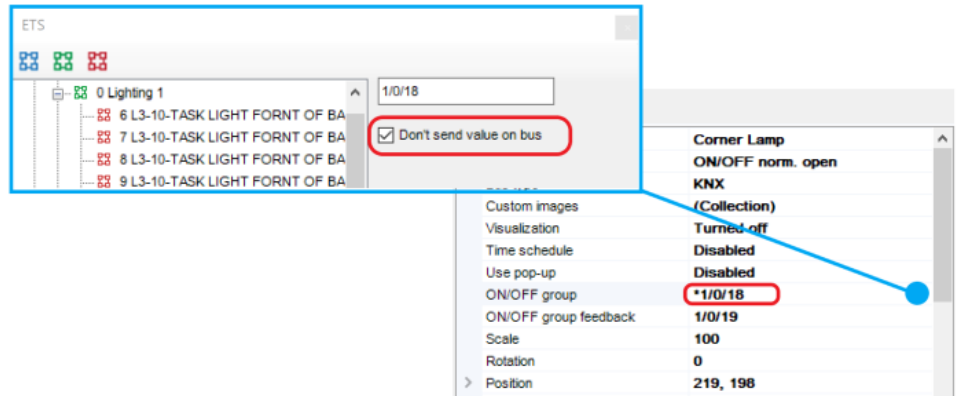 ETS
0 Lighting 1
6 L3-10-TASK LIGHT FORNT OF BA
7 L3-10-TASK LIGHT FORNT OF BA
8 L3-10-TASK LIGHT FORNT OF BA
9 L3-10-TASK LIGHT FORNT OF BA
1/0/18
Don't send value on bus
Corner Lamp
ON/OFF norm. open
KNX
Custom images (Collection)
Visualization Turned off
Time schedule Disabled
Use pop-up Disabled
ON/OFF group *1/0/18
ON/OFF group feedback 1/0/19
Scale 100
Rotation 0
Position 219, 198